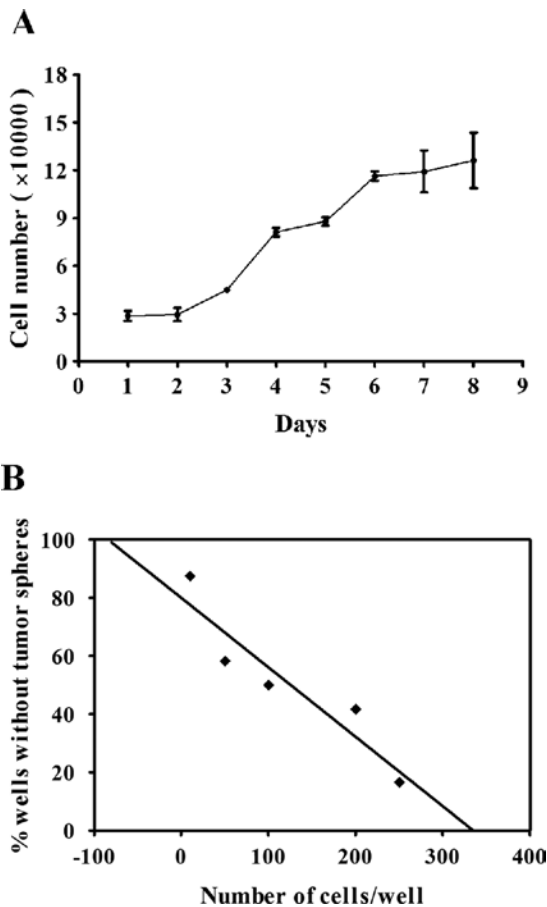 A
Cell number ( ×10000)
18
15
12
9
6
3
0
0 1 2 3 4 5 6 7 8 9
Days
B
% wells without tumor spheres
100
80
60
40
20
0
-100 0 100 200 300 400
Number of cells/well